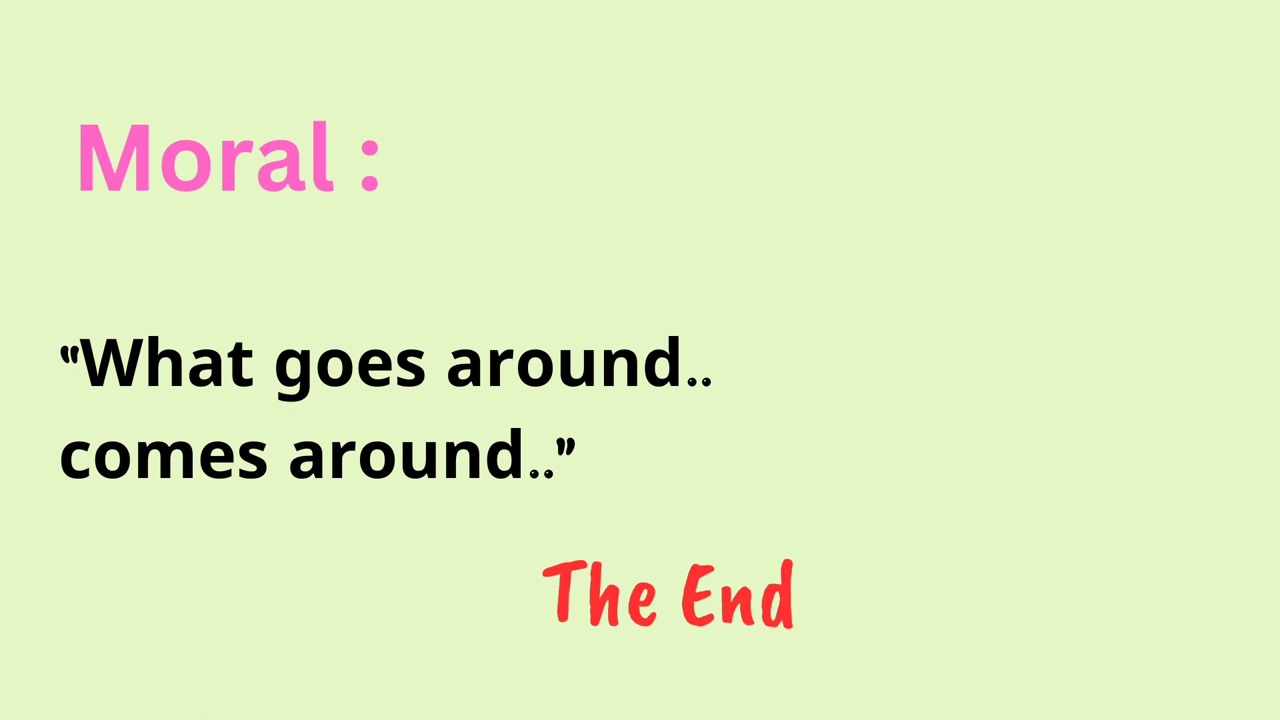 Moral :
“What goes around..
comes around..”
The End